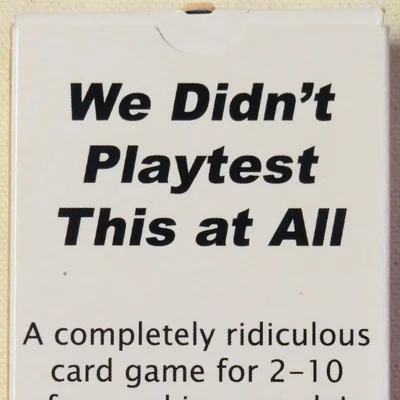 We Didn't
Playtest
This at All
A completely ridiculous
card game for 2-10